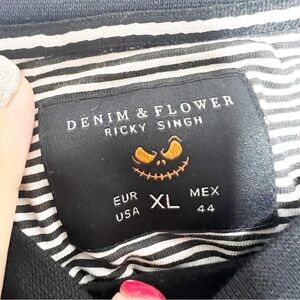 DENIM & FLOWER
RICKY SINGH
EUR XL MEX
USA 44